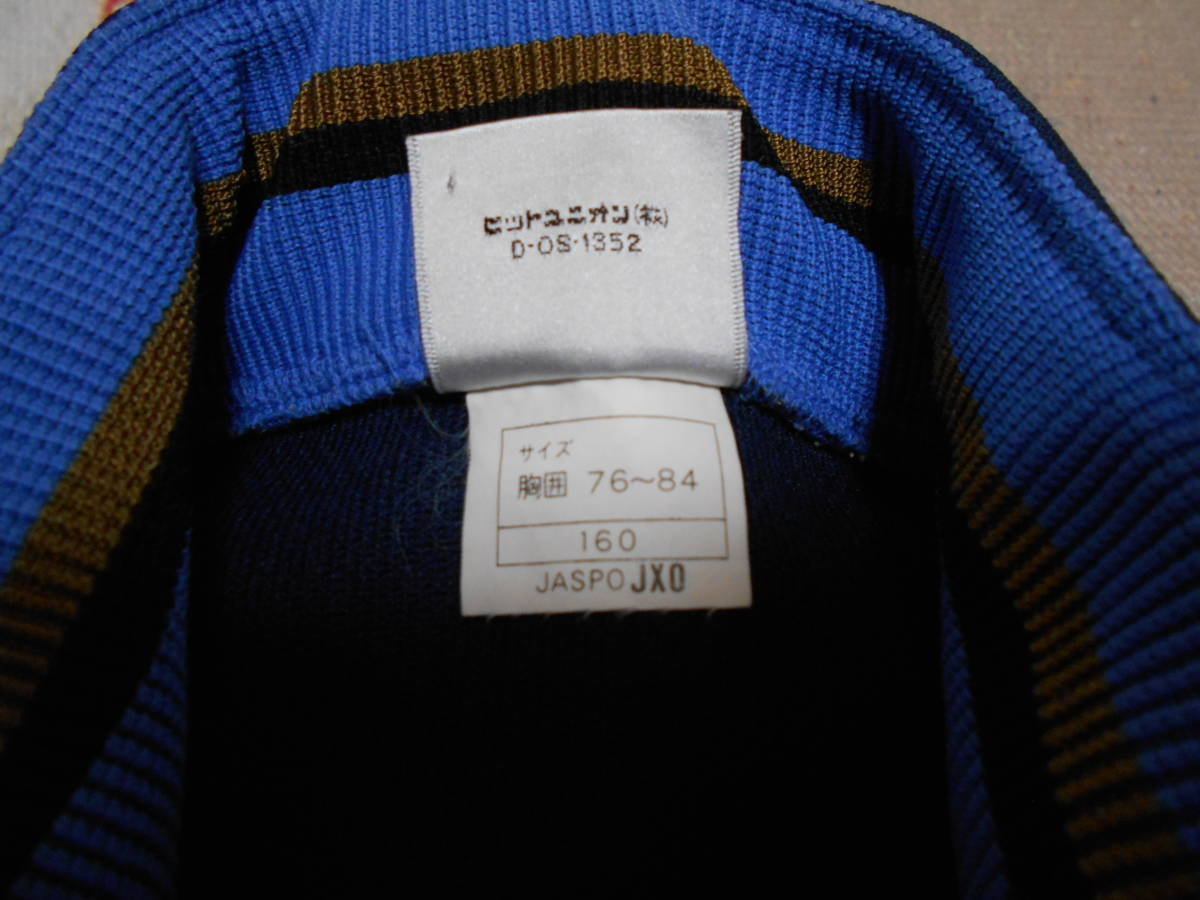 ヒットユニオン(株)
D-OS-1352
サイズ
胸囲 76～84
160
JASPO JXO